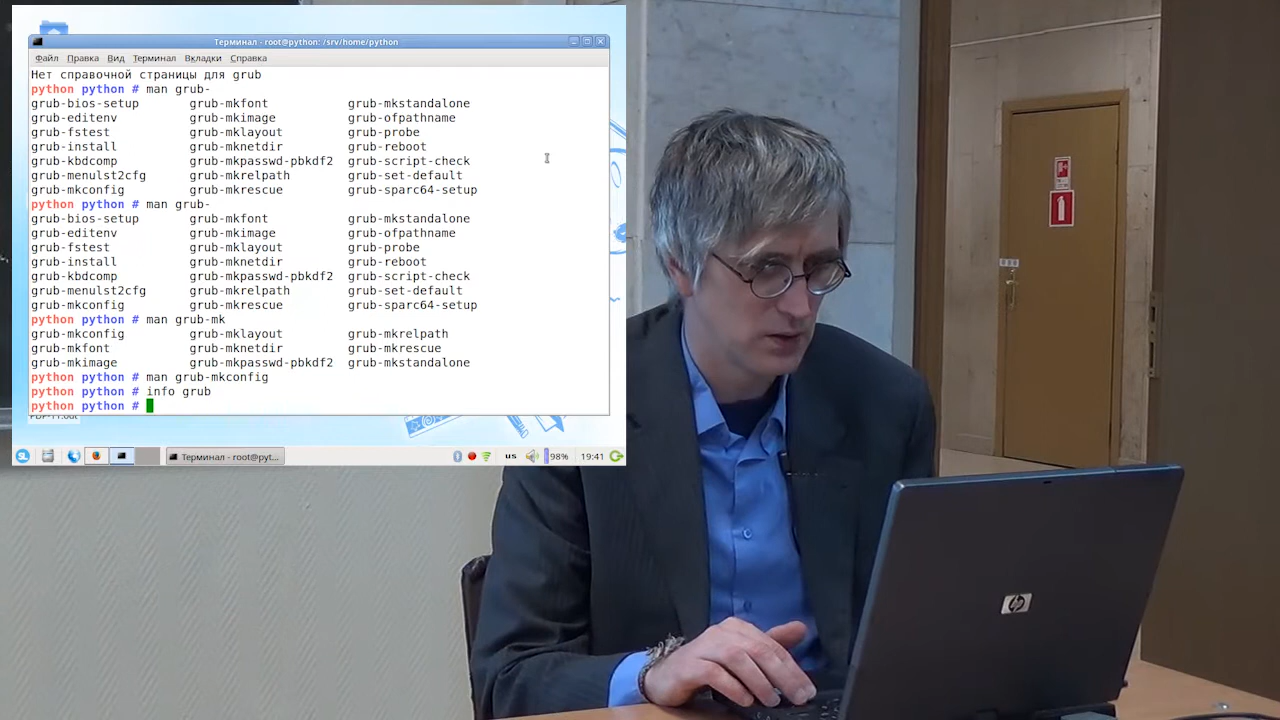 Терминал - root@python: /srv/home/python
Файл Правка Вид Терминал Вкладки Справка
Нет справочной страницы для grub
python python # man grub-
grub-bios-setup grub-mkfont grub-mkstandalone
grub-editenv grub-mkimage grub-ofpathname
grub-fstest grub-mklayout grub-probe
grub-install grub-mknetdir grub-reboot
grub-kbdcomp grub-mkpasswd-pbkdf2 grub-script-check
grub-menulst2cfg grub-mkrelpath grub-set-default
grub-mkconfig grub-mkrescue grub-sparc64-setup
python python # man grub-
grub-bios-setup grub-mkfont grub-mkstandalone
grub-editenv grub-mkimage grub-ofpathname
grub-fstest grub-mklayout grub-probe
grub-install grub-mknetdir grub-reboot
grub-kbdcomp grub-mkpasswd-pbkdf2 grub-script-check
grub-menulst2cfg grub-mkrelpath grub-set-default
grub-mkconfig grub-mkrescue grub-sparc64-setup
python python # man grub-mk
grub-mkconfig grub-mklayout grub-mkrelpath
grub-mkfont grub-mknetdir grub-mkrescue
grub-mkimage grub-mkpasswd-pbkdf2 grub-mkstandalone
python python # man grub-mkconfig
python python # info grub
python python #
Терминал - root@pyt... us 98% 19:41
hp